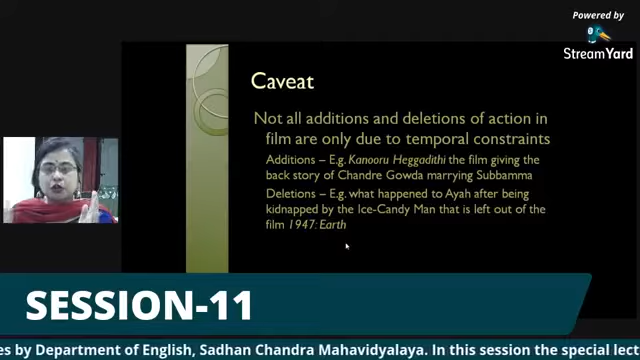 Powered by
StreamYard
Caveat
Not all additions and deletions of action in
film are only due to temporal constraints
Additions – E.g. Kanooru Heggadithi the film giving the
back story of Chandre Gowda marrying Subbamma
Deletions – E.g. what happened to Ayah after being
kidnapped by the Ice-Candy Man that is left out of the
film 1947: Earth
SESSION-11
es by Department of English, Sadhan Chandra Mahavidyalaya. In this session the special lect